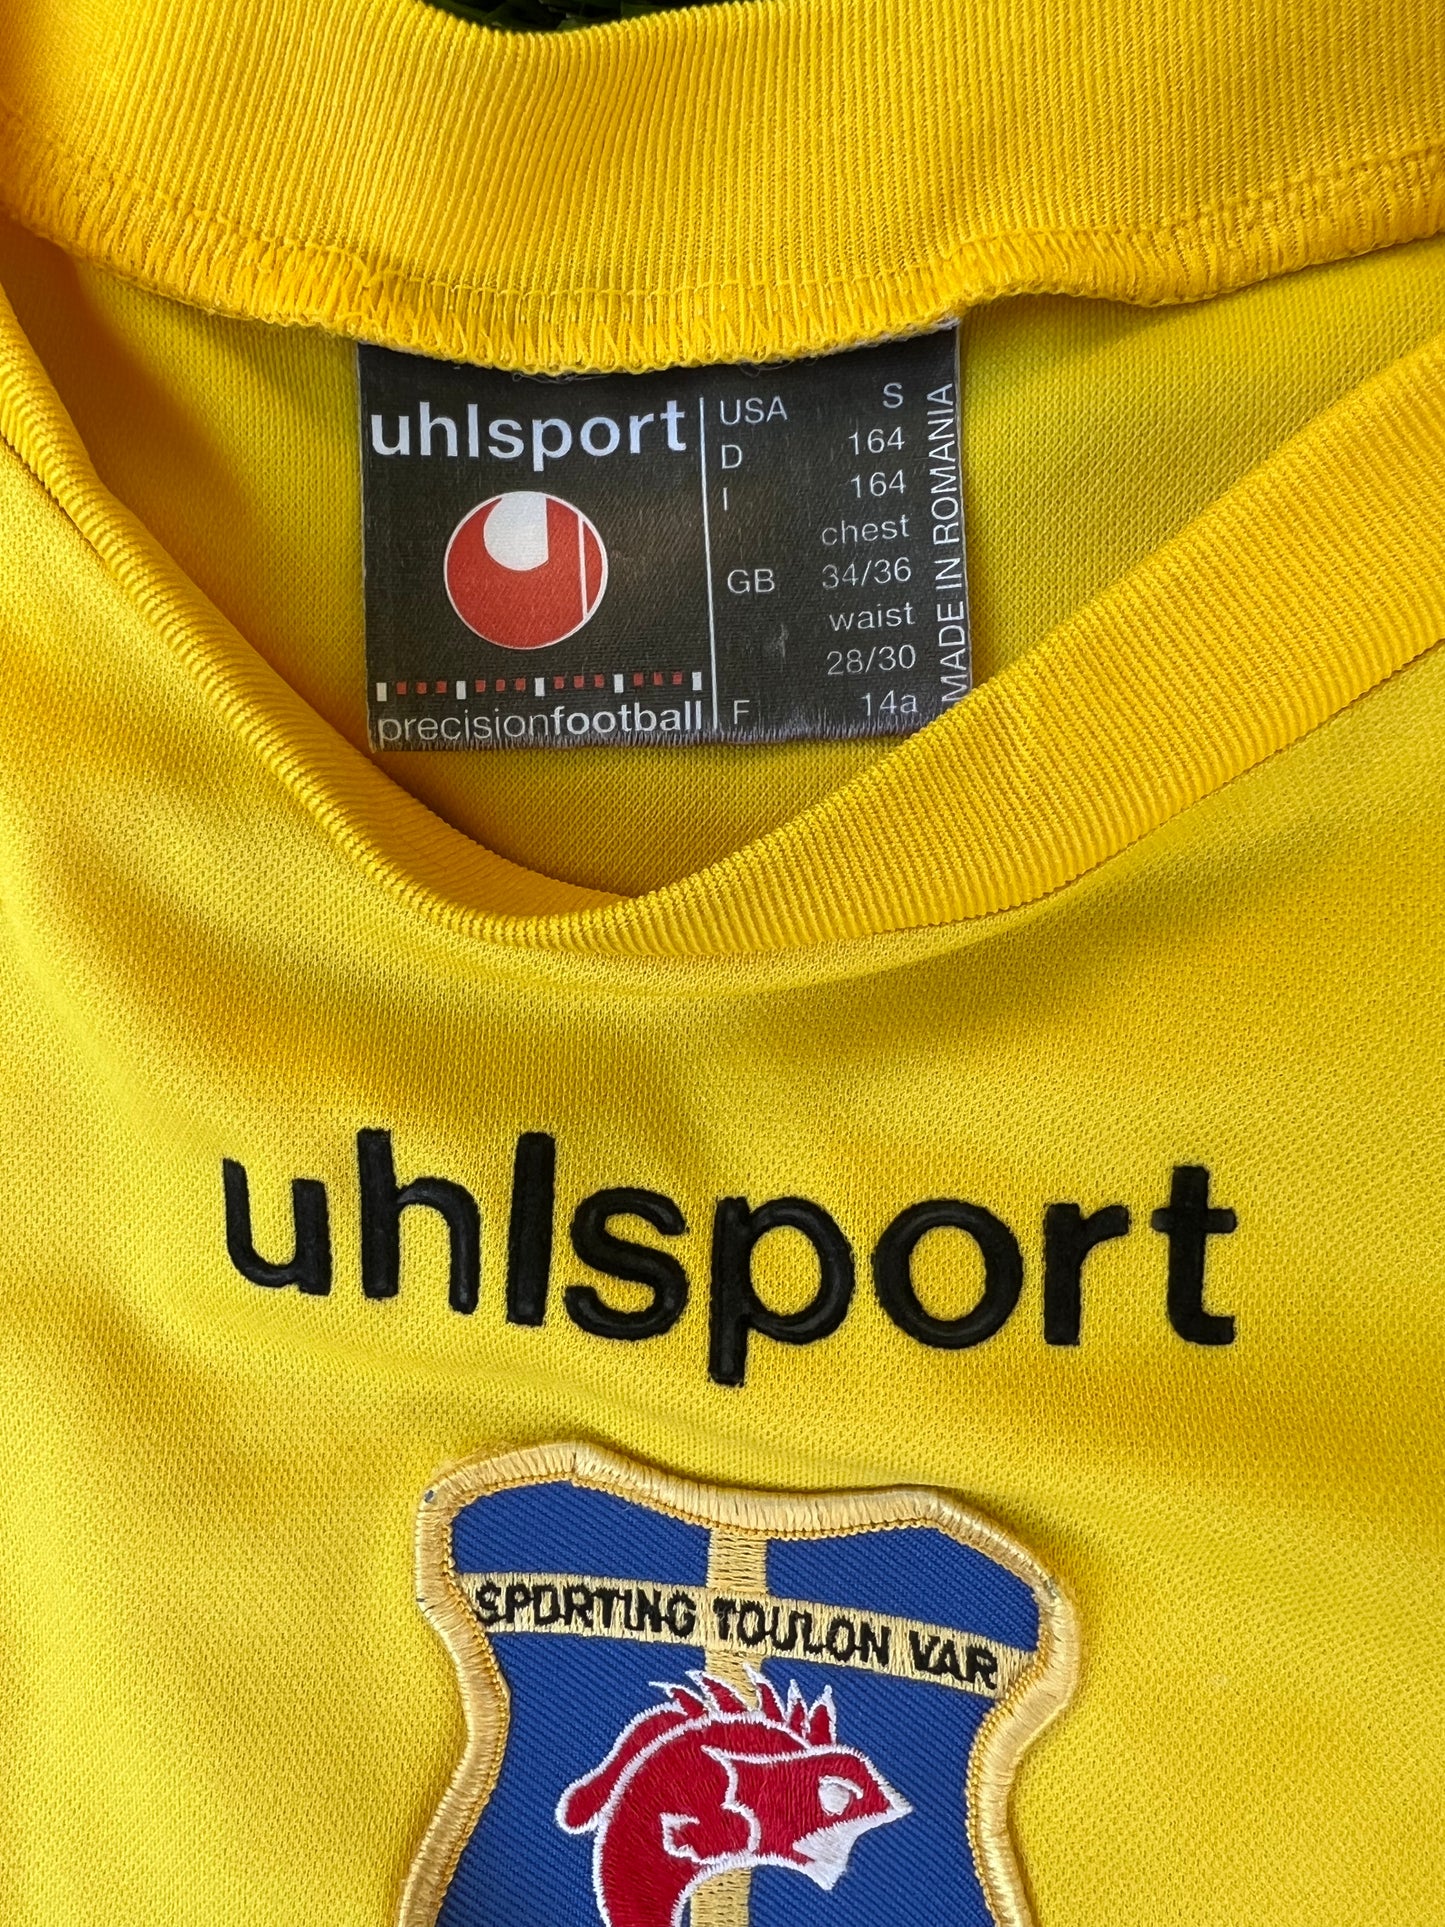 uhlsport
precisionfootball
USA S
D 164
I 164
chest
GB 34/36
waist
28/30
F 14a
MADE IN ROMANIA
uhlsport
SPORTING TOULON VAR